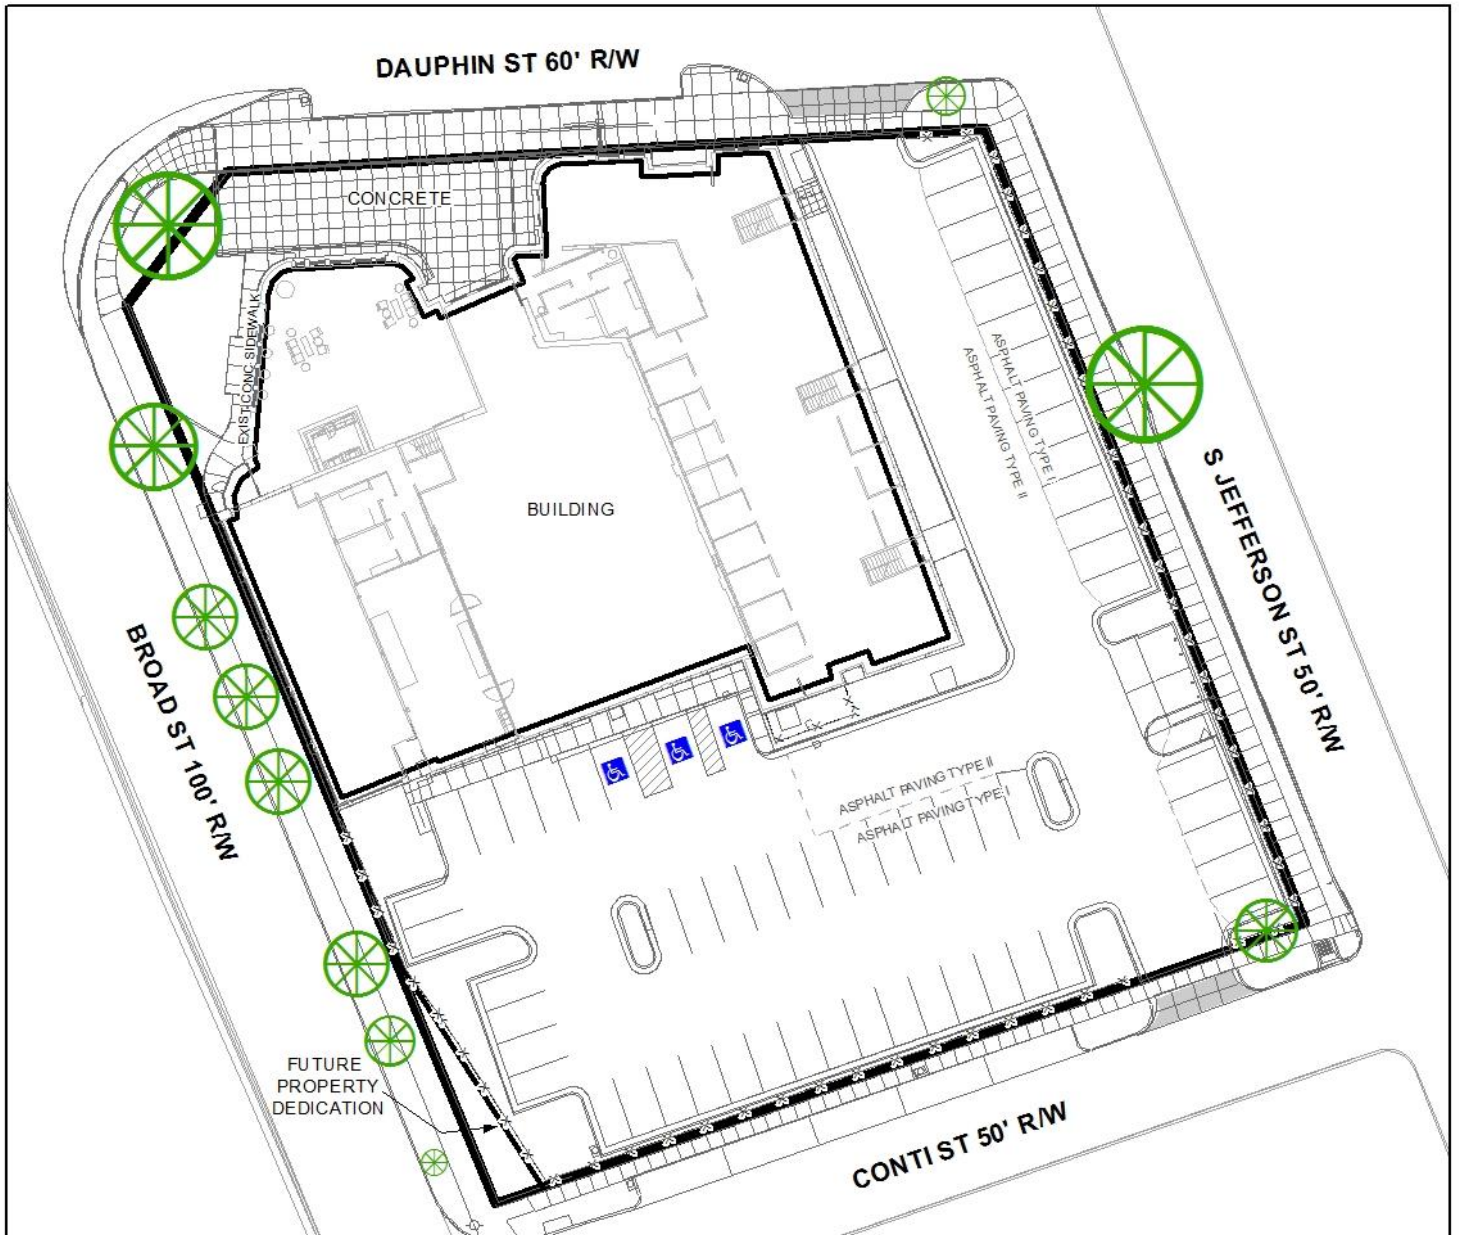 DAUPHIN ST 60' R/W
CONCRETE
EXIST CONC SIDEWALK
ASPHALT PAVING TYPE I
ASPHALT PAVING TYPE II
BUILDING
S JEFFERSON ST 50' R/W
BROAD ST 100' R/W
ASPHALT PAVING TYPE II
ASPHALT PAVING TYPE I
FUTURE
PROPERTY
DEDICATION
CONTI ST 50' R/W